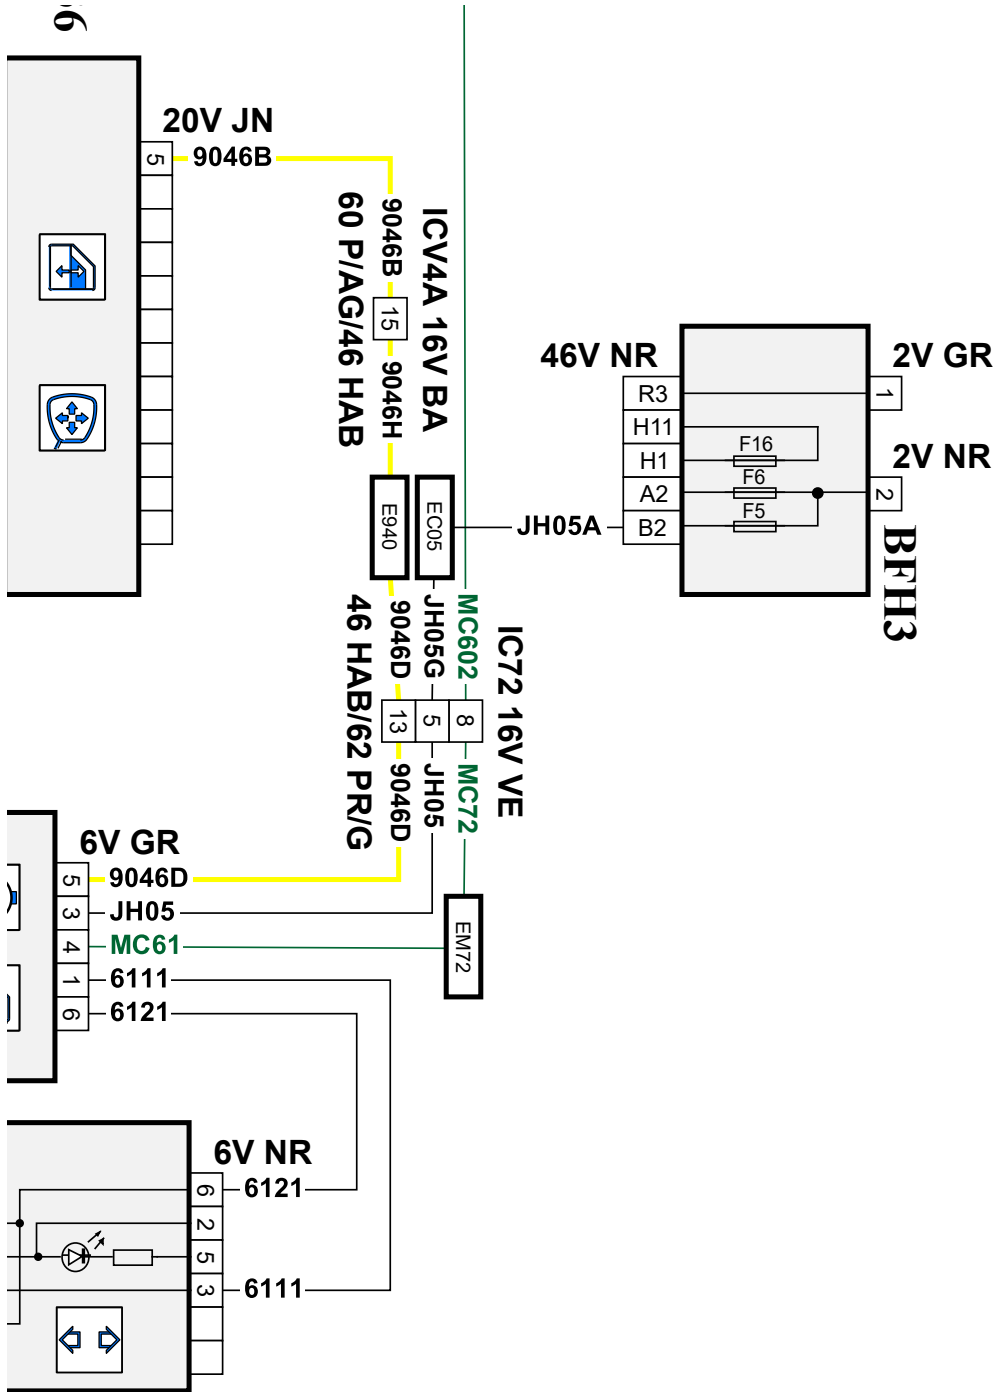 6
20V JN
5
9046B
9046B
15
9046H
ICV4A 16V BA
60 P/AG/46 HAB
46V NR
R3
H11
H1
A2
B2
F16
F6
F5
2V GR
1
2V NR
2
BFH3
JH05A
E940
EC05
9046D
JH05G
MC602
IC72 16V VE
13
5
8
46 HAB/62 PR/G
9046D
JH05
MC72
6V GR
5
9046D
3
JH05
4
MC61
1
6111
6
6121
EM72
6V NR
6
6121
2
5
3
6111